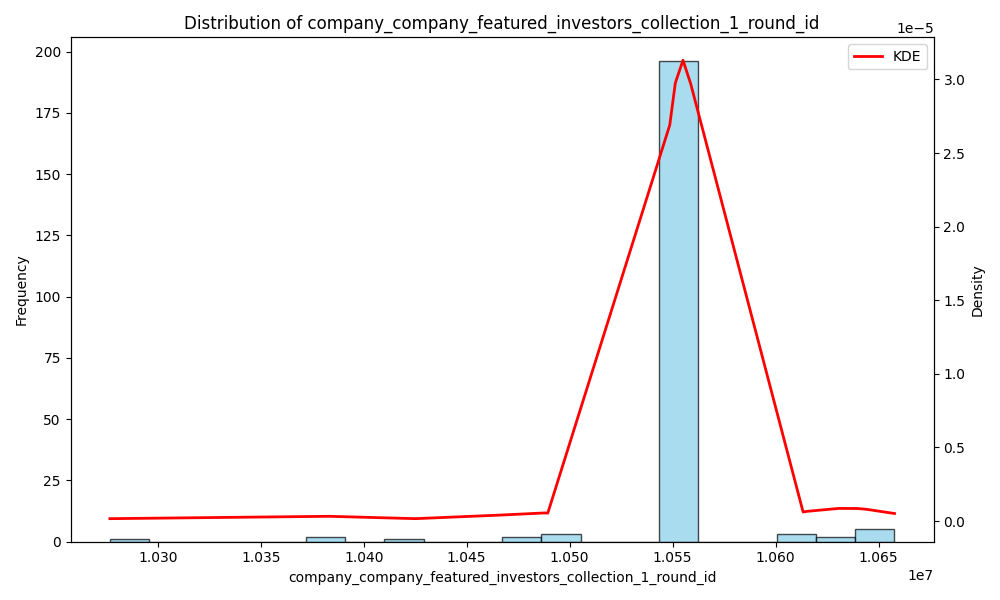 Distribution of company_company_featured_investors_collection_1_round_id
1e−5
KDE
200
175
150
125
100
75
50
25
0
Frequency
3.0
2.5
2.0
1.5
1.0
0.5
0.0
Density
1.030 1.035 1.040 1.045 1.050 1.055 1.060 1.065
1e7
company_company_featured_investors_collection_1_round_id